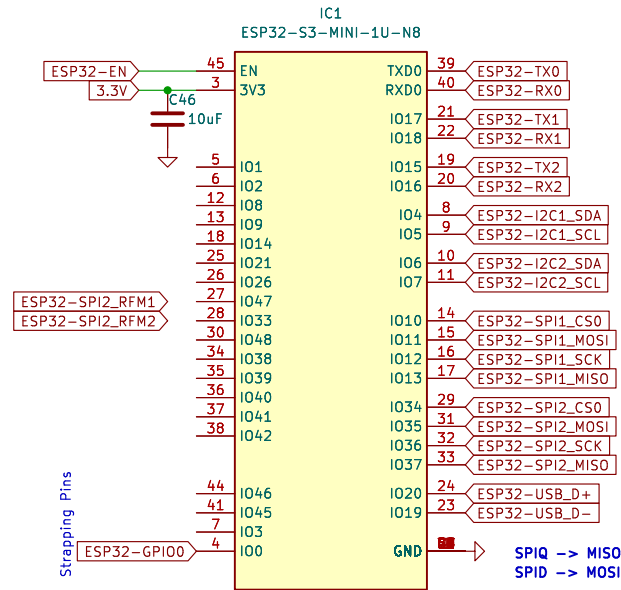 IC1
ESP32-S3-MINI-1U-N8
ESP32-EN 45 EN TXD0 39 ESP32-TX0
3.3V 3 3V3 RXD0 40 ESP32-RX0
C46
10uF
IO17 21 ESP32-TX1
IO18 22 ESP32-RX1
5 IO1 IO15 19 ESP32-TX2
6 IO2 IO16 20 ESP32-RX2
12 IO8
IO4 8 ESP32-I2C1_SDA
13 IO9
IO5 9 ESP32-I2C1_SCL
18 IO14
25 IO21 IO6 10 ESP32-I2C2_SDA
26 IO26 IO7 11 ESP32-I2C2_SCL
ESP32-SPI2_RFM1 27 IO47
ESP32-SPI2_RFM2 28 IO33 IO10 14 ESP32-SPI1_CS0
30 IO48 IO11 15 ESP32-SPI1_MOSI
34 IO38 IO12 16 ESP32-SPI1_SCK
35 IO39 IO13 17 ESP32-SPI1_MISO
36 IO40
IO34 29 ESP32-SPI2_CS0
37 IO41
IO35 31 ESP32-SPI2_MOSI
38 IO42
IO36 32 ESP32-SPI2_SCK
IO37 33 ESP32-SPI2_MISO
Strapping Pins
44 IO46 IO20 24 ESP32-USB_D+
41 IO45 IO19 23 ESP32-USB_D-
7 IO3
ESP32-GPIO0 4 IO0 GND
SPIQ -> MISO
SPID -> MOSI